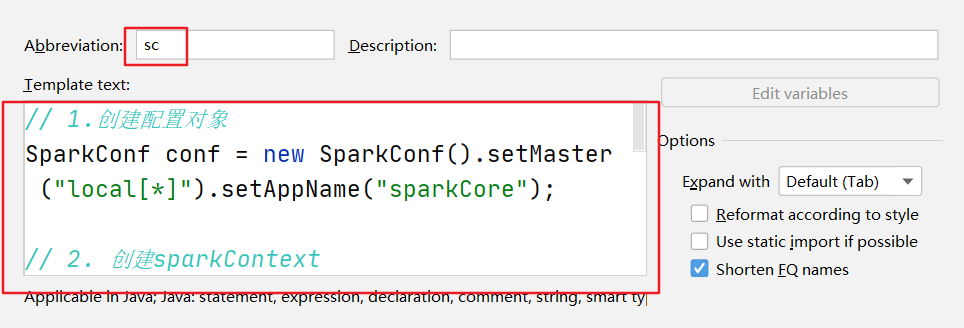 Abbreviation: sc Description:
Template text:
Edit variables
// 1.创建配置对象
SparkConf conf = new SparkConf().setMaster
("local[*]").setAppName("sparkCore");
// 2. 创建sparkContext
Options
Expand with Default (Tab)
Reformat according to style
Use static import if possible
Shorten FQ names
Applicable in Java; Java: statement, expression, declaration, comment, string, smart ty